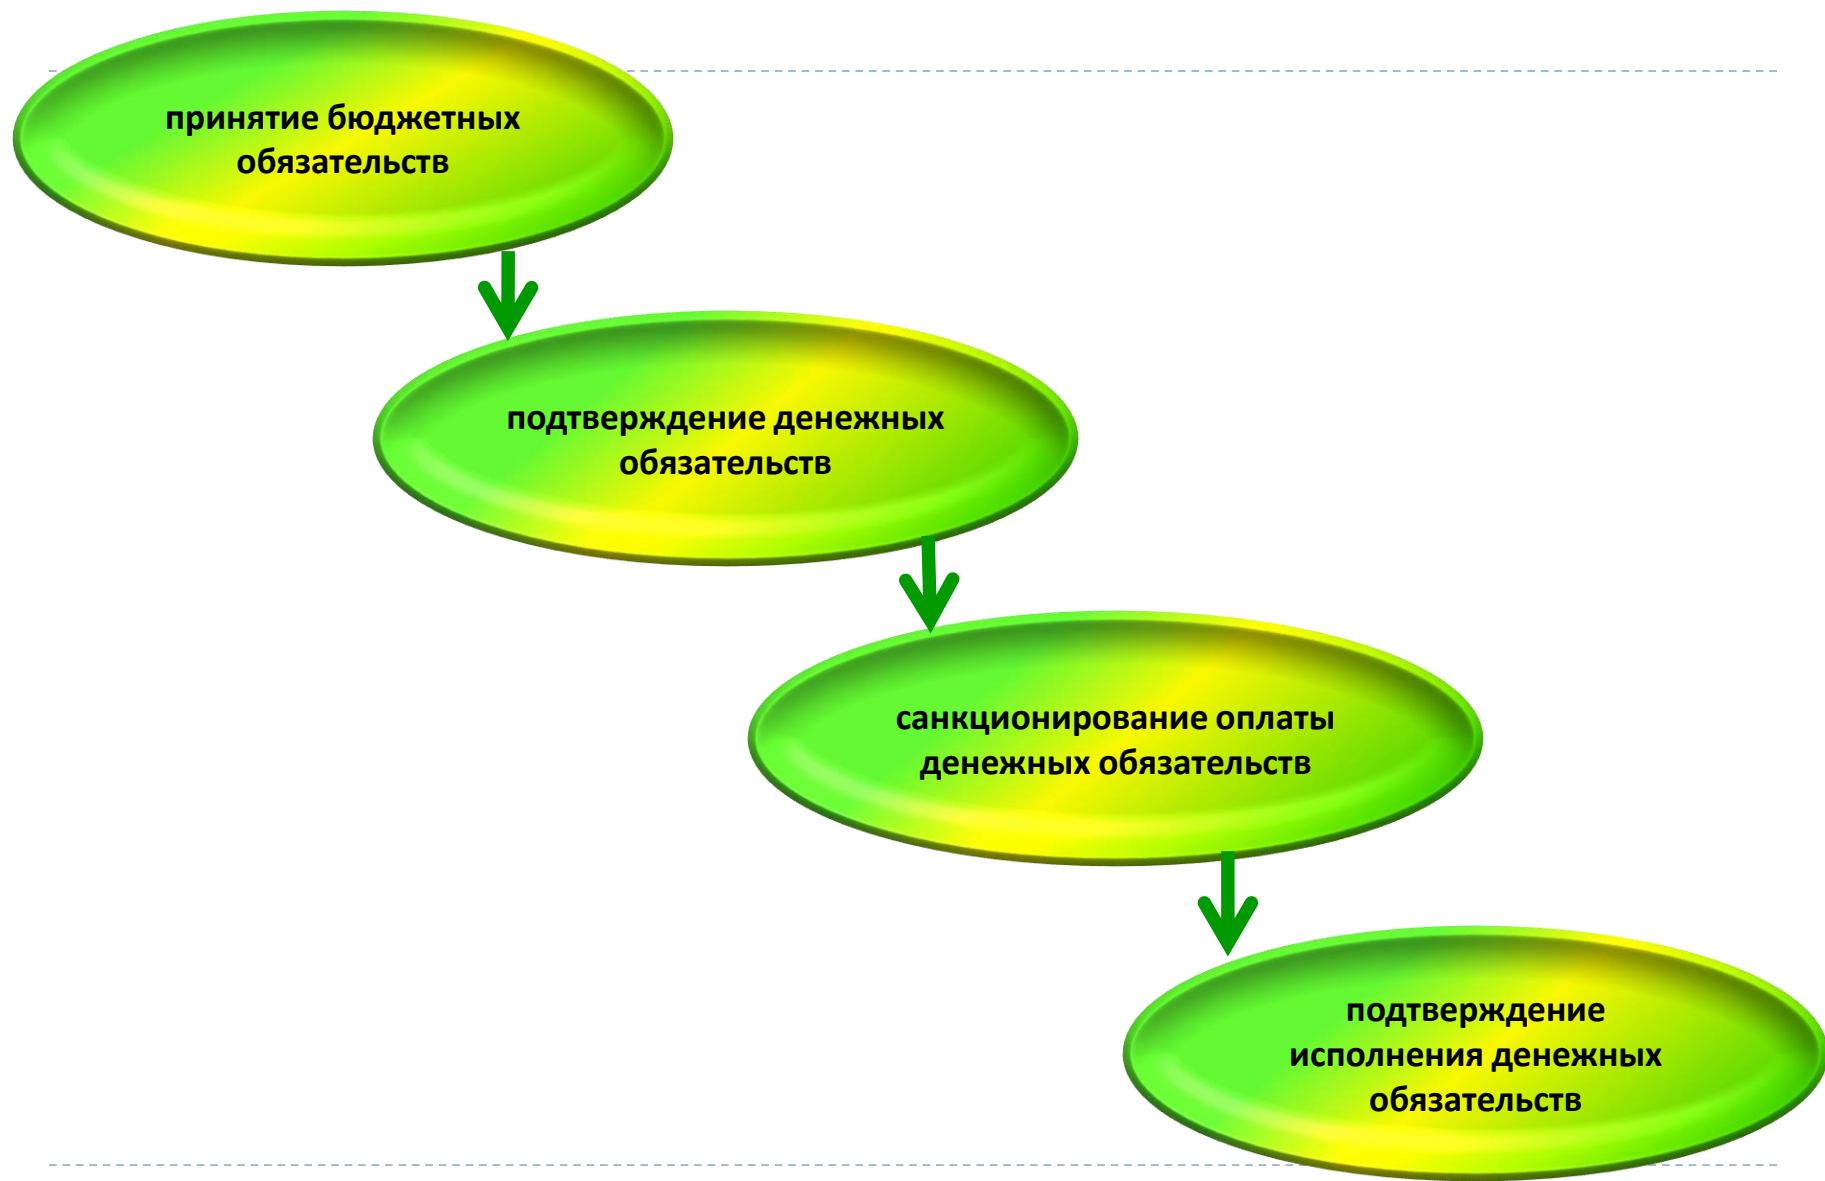 принятие бюджетных
обязательств
подтверждение денежных
обязательств
санкционирование оплаты
денежных обязательств
подтверждение
исполнения денежных
обязательств